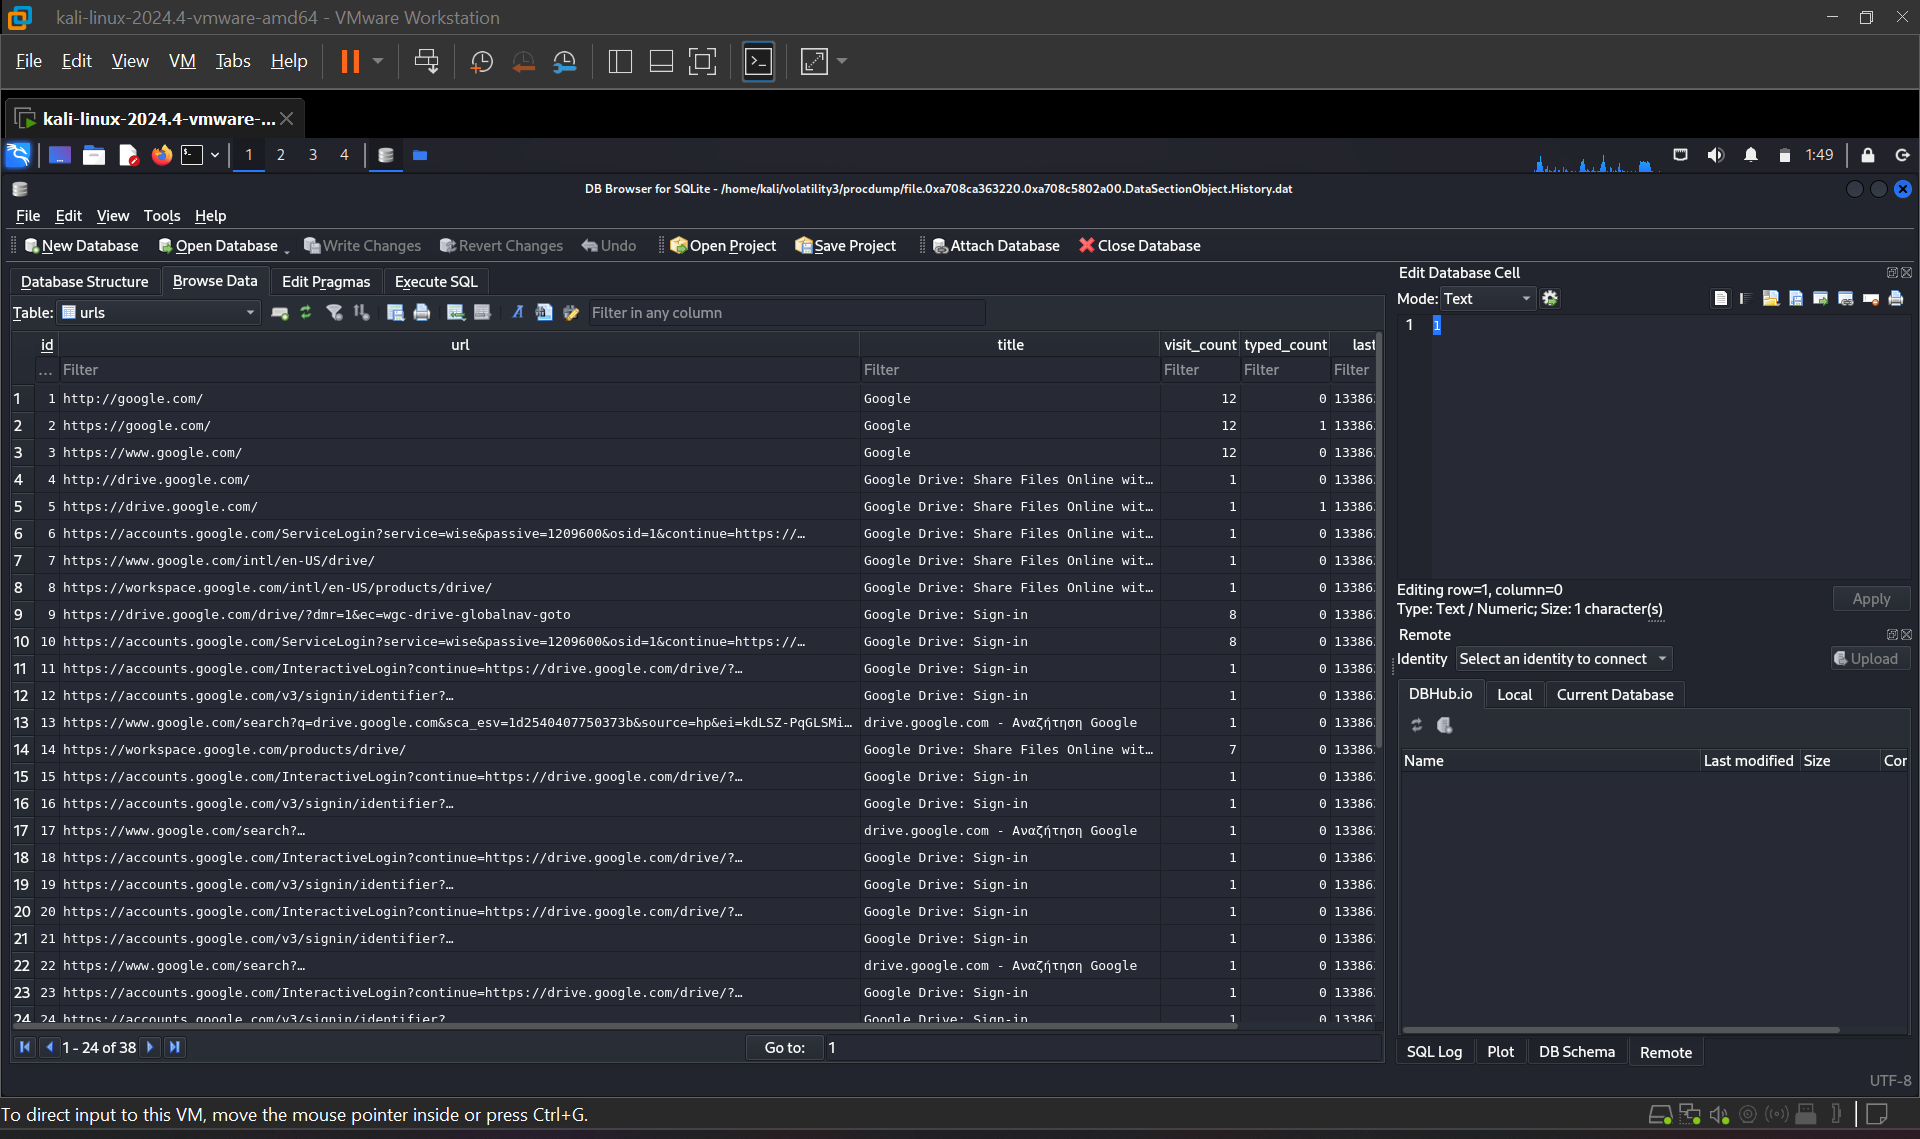 kali-linux-2024.4-vmware-amd64 - VMware Workstation
File Edit View VM Tabs Help
kali-linux-2024.4-vmware-...
1 2 3 4 1:49
DB Browser for SQLite - /home/kali/volatility3/procdump/file.0xa708ca363220.0xa708c5802a00.DataSectionObject.History.dat
File Edit View Tools Help
New Database Open Database Write Changes Revert Changes Undo Open Project Save Project Attach Database Close Database
Database Structure Browse Data Edit Pragmas Execute SQL
Table: urls Filter in any column
id url title visit_count typed_count last
... Filter Filter Filter Filter Filter
1 1 http://google.com/ Google 12 0 13386
2 2 https://google.com/ Google 12 1 13386
3 3 https://www.google.com/ Google 12 0 13386
4 4 http://drive.google.com/ Google Drive: Share Files Online wit… 1 0 13386
5 5 https://drive.google.com/ Google Drive: Share Files Online wit… 1 1 13386
6 6 https://accounts.google.com/ServiceLogin?service=wise&passive=1209600&osid=1&continue=https://… Google Drive: Share Files Online wit… 1 0 13386
7 7 https://www.google.com/intl/en-US/drive/ Google Drive: Share Files Online wit… 1 0 13386
8 8 https://workspace.google.com/intl/en-US/products/drive/ Google Drive: Share Files Online wit… 1 0 13386
9 9 https://drive.google.com/drive/?dmr=1&ec=wgc-drive-globalnav-goto Google Drive: Sign-in 8 0 13386
10 10 https://accounts.google.com/ServiceLogin?service=wise&passive=1209600&osid=1&continue=https://… Google Drive: Sign-in 8 0 13386
11 11 https://accounts.google.com/InteractiveLogin?continue=https://drive.google.com/drive/?… Google Drive: Sign-in 1 0 13386
12 12 https://accounts.google.com/v3/signin/identifier?… Google Drive: Sign-in 1 0 13386
13 13 https://www.google.com/search?q=drive.google.com&sca_esv=1d2540407750373b&source=hp&ei=kdLSZ-PqGLSMi… drive.google.com - Αναζήτηση Google 1 0 13386
14 14 https://workspace.google.com/products/drive/ Google Drive: Share Files Online wit… 7 0 13386
15 15 https://accounts.google.com/InteractiveLogin?continue=https://drive.google.com/drive/?… Google Drive: Sign-in 1 0 13386
16 16 https://accounts.google.com/v3/signin/identifier?… Google Drive: Sign-in 1 0 13386
17 17 https://www.google.com/search?… drive.google.com - Αναζήτηση Google 1 0 13386
18 18 https://accounts.google.com/InteractiveLogin?continue=https://drive.google.com/drive/?… Google Drive: Sign-in 1 0 13386
19 19 https://accounts.google.com/v3/signin/identifier?… Google Drive: Sign-in 1 0 13386
20 20 https://accounts.google.com/InteractiveLogin?continue=https://drive.google.com/drive/?… Google Drive: Sign-in 1 0 13386
21 21 https://accounts.google.com/v3/signin/identifier?… Google Drive: Sign-in 1 0 13386
22 22 https://www.google.com/search?… drive.google.com - Αναζήτηση Google 1 0 13386
23 23 https://accounts.google.com/InteractiveLogin?continue=https://drive.google.com/drive/?… Google Drive: Sign-in 1 0 13386
24 24 https://accounts.google.com/v3/signin/identifier? Google Drive: Sign-in 1 0 13386
1 - 24 of 38 Go to: 1
Edit Database Cell
Mode: Text
1 1
Editing row=1, column=0
Type: Text / Numeric; Size: 1 character(s)
Apply
Remote
Identity Select an identity to connect Upload
DBHub.io Local Current Database
Name Last modified Size Cor
SQL Log Plot DB Schema Remote
UTF-8
To direct input to this VM, move the mouse pointer inside or press Ctrl+G.